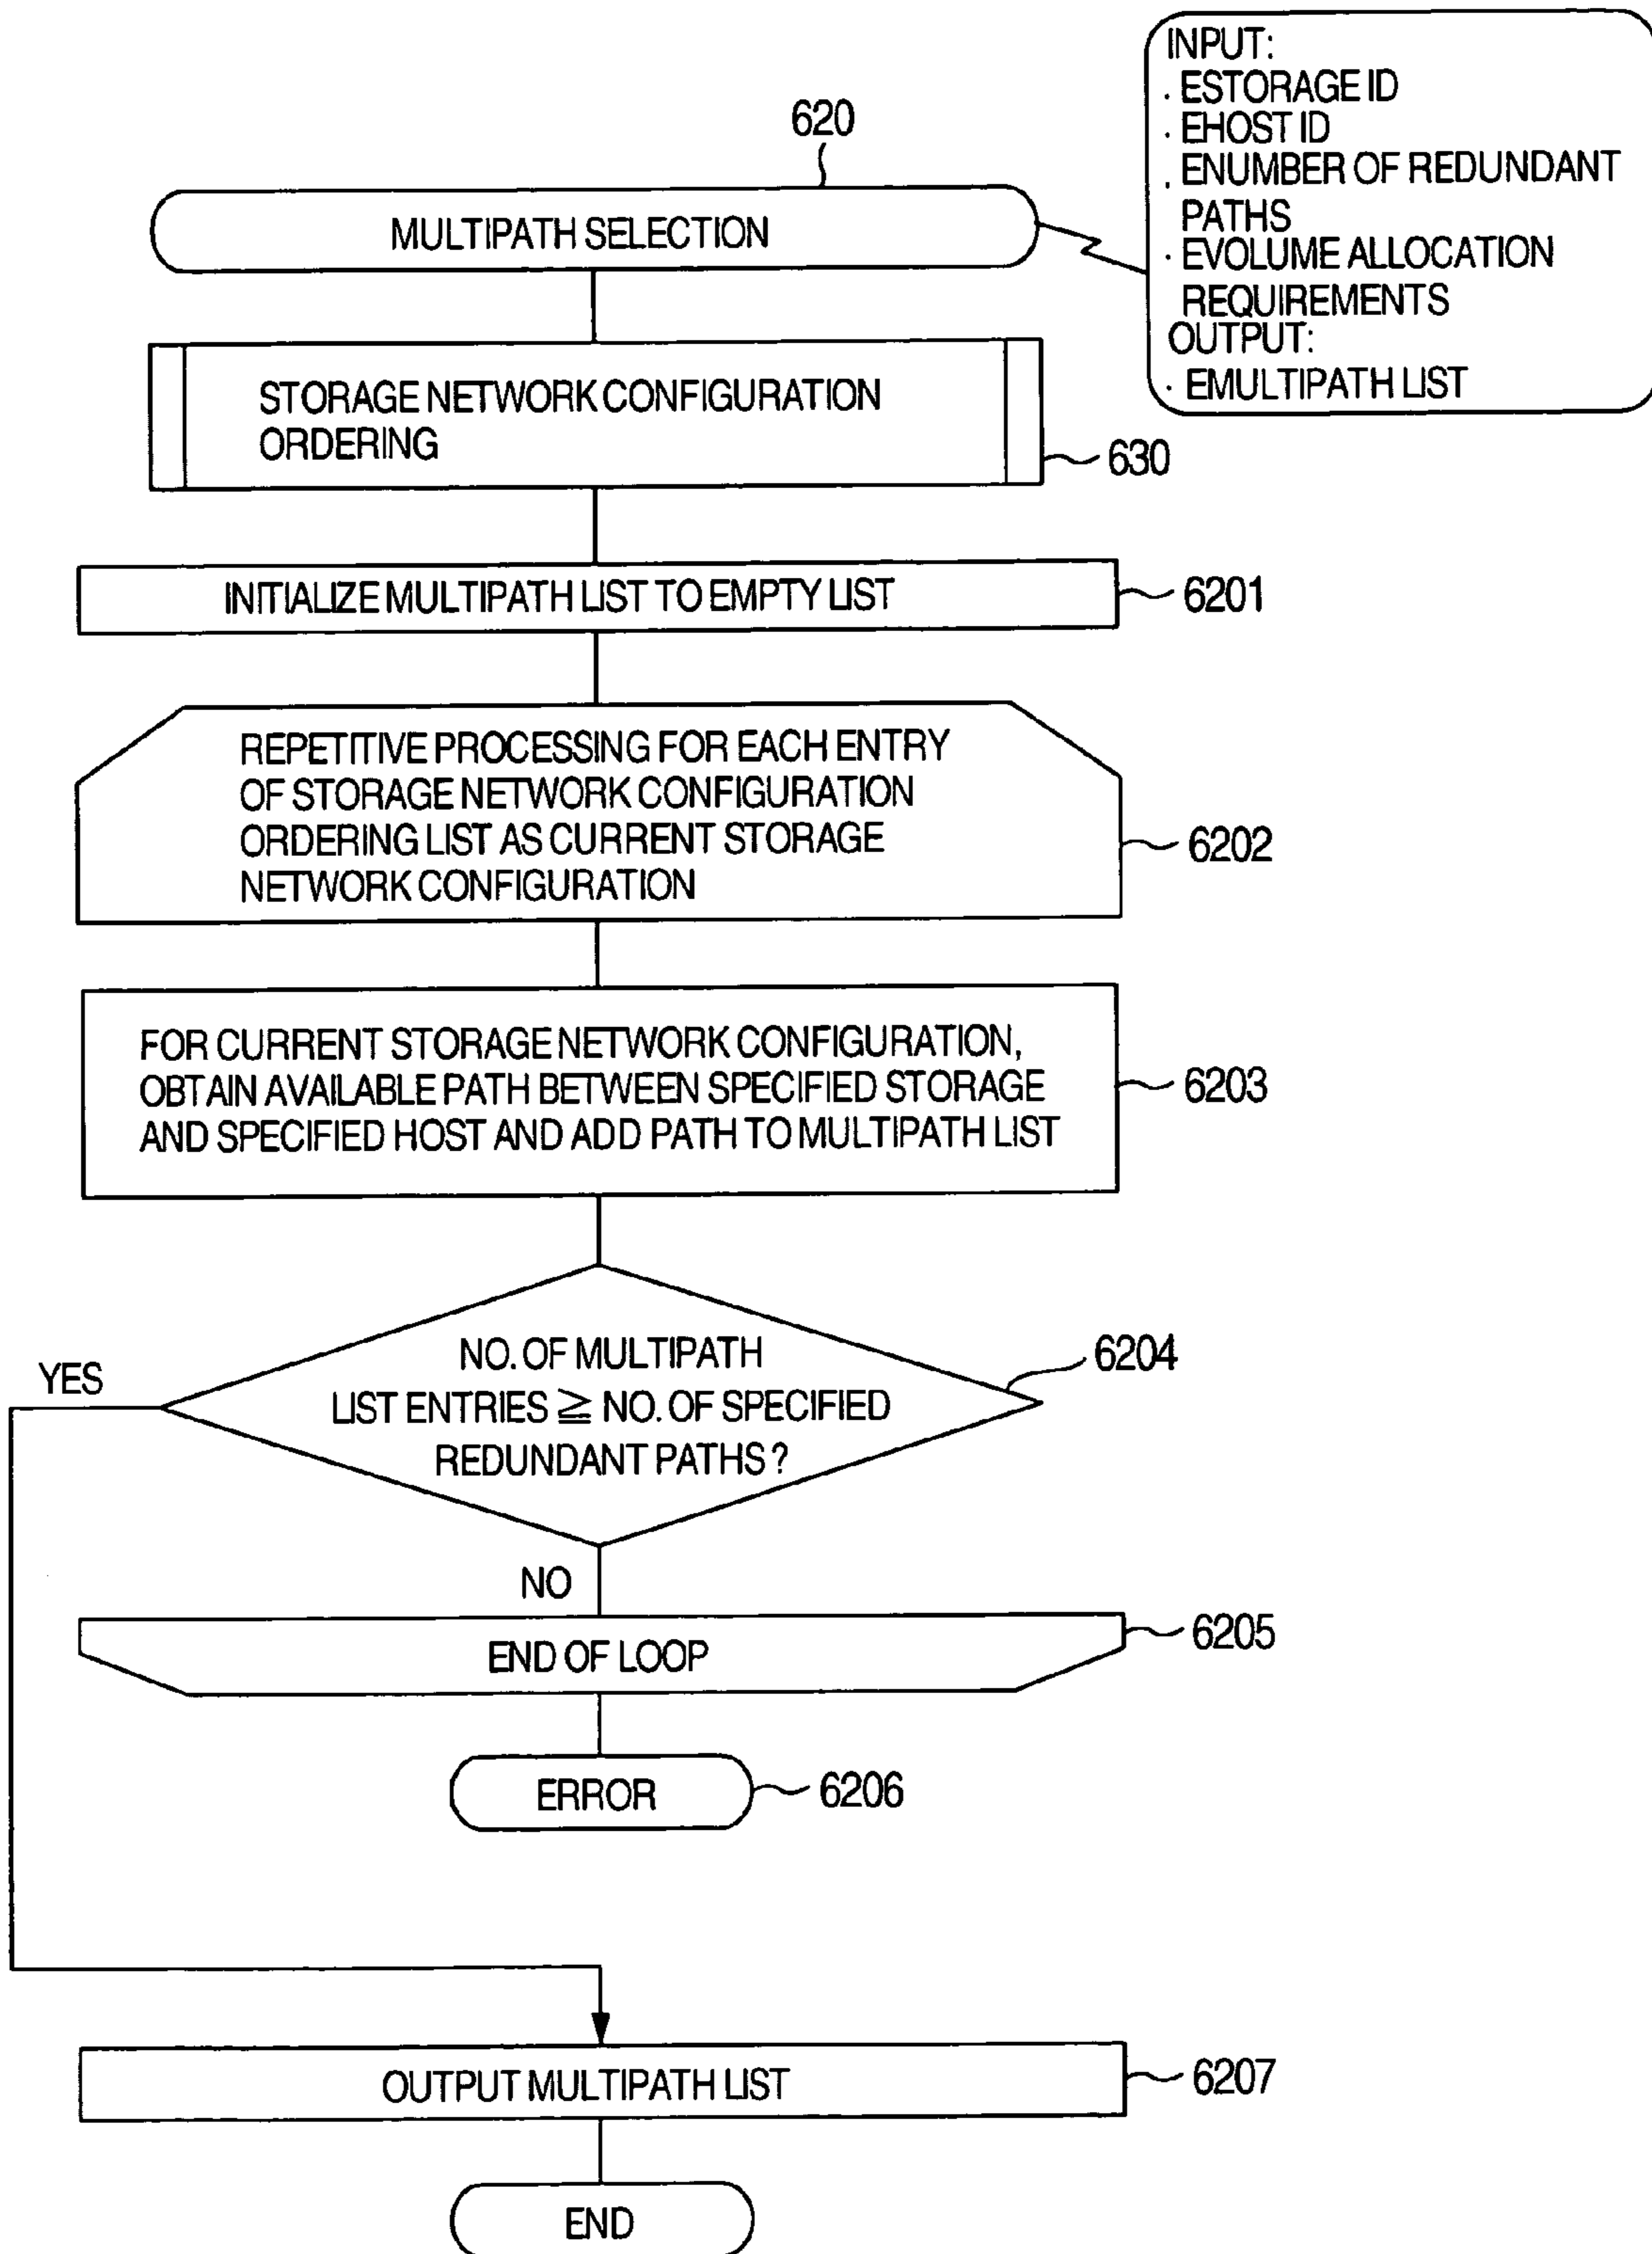 INPUT:
· ESTORAGE ID
· EHOST ID
. ENUMBER OF REDUNDANT
PATHS
· EVOLUME ALLOCATION
REQUIREMENTS
OUTPUT:
· EMULTIPATH LIST
620
MULTIPATH SELECTION
STORAGE NETWORK CONFIGURATION
ORDERING
630
INITIALIZE MULTIPATH LIST TO EMPTY LIST
6201
REPETITIVE PROCESSING FOR EACH ENTRY
OF STORAGE NETWORK CONFIGURATION
ORDERING LIST AS CURRENT STORAGE
NETWORK CONFIGURATION
6202
FOR CURRENT STORAGE NETWORK CONFIGURATION,
OBTAIN AVAILABLE PATH BETWEEN SPECIFIED STORAGE
AND SPECIFIED HOST AND ADD PATH TO MULTIPATH LIST
6203
NO. OF MULTIPATH
LIST ENTRIES ≧ NO. OF SPECIFIED
REDUNDANT PATHS?
6204
YES
NO
END OF LOOP
6205
ERROR
6206
OUTPUT MULTIPATH LIST
6207
END